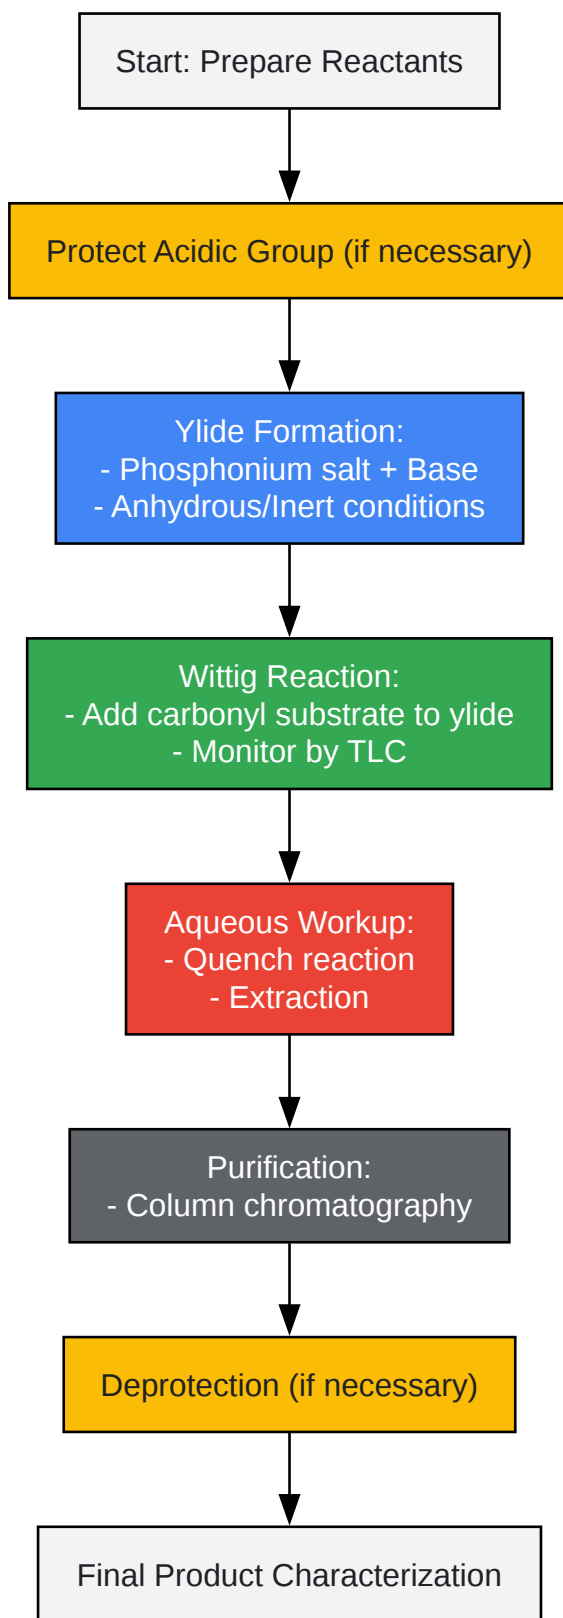 Start: Prepare Reactants
Protect Acidic Group (if necessary)
Ylide Formation:
- Phosphonium salt + Base
- Anhydrous/Inert conditions
Wittig Reaction:
- Add carbonyl substrate to ylide
- Monitor by TLC
Aqueous Workup:
- Quench reaction
- Extraction
Purification:
- Column chromatography
Deprotection (if necessary)
Final Product Characterization